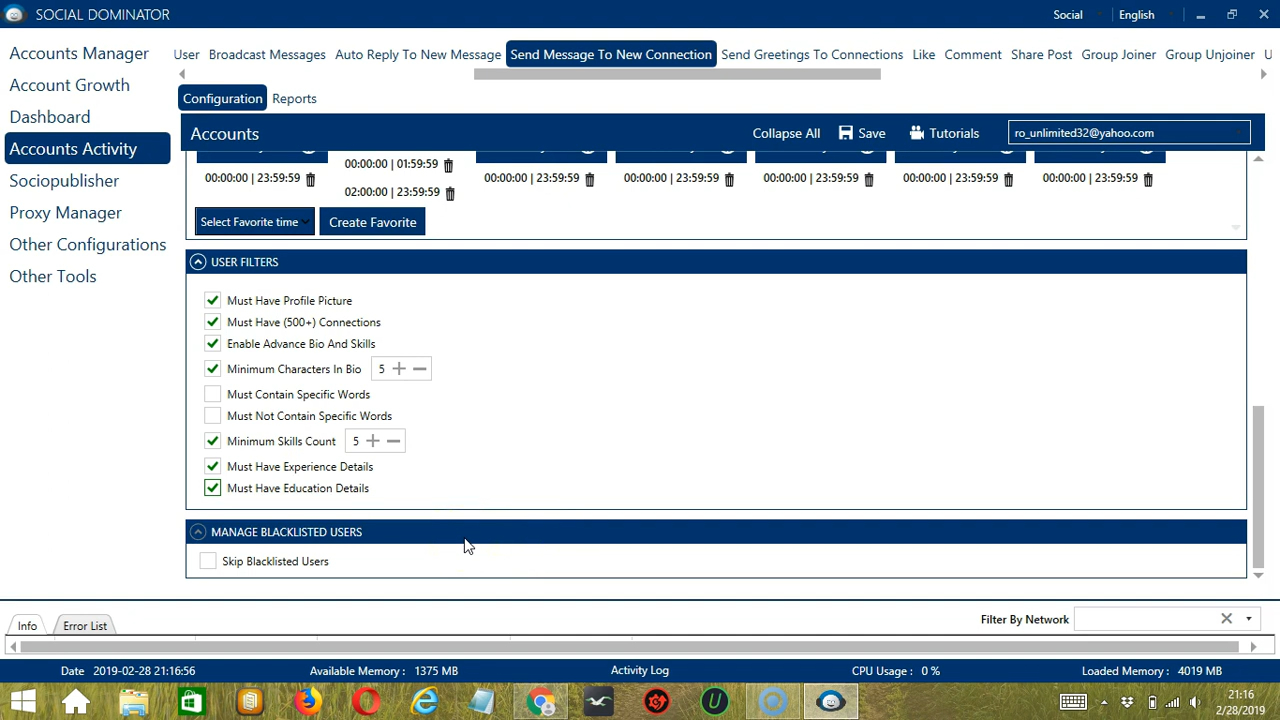 SOCIAL DOMINATOR
Social
English
Accounts Manager
Account Growth
Dashboard
Accounts Activity
Sociopublisher
Proxy Manager
Other Configurations
Other Tools
User
Broadcast Messages
Auto Reply To New Message
Send Message To New Connection
Send Greetings To Connections
Like
Comment
Share Post
Group Joiner
Group Unjoiner
U
Configuration
Reports
Accounts
Collapse All
Save
Tutorials
ro_unlimited32@yahoo.com
00:00:00 | 23:59:59
00:00:00 | 01:59:59
02:00:00 | 23:59:59
00:00:00 | 23:59:59
00:00:00 | 23:59:59
00:00:00 | 23:59:59
00:00:00 | 23:59:59
00:00:00 | 23:59:59
Select Favorite time
Create Favorite
USER FILTERS
Must Have Profile Picture
Must Have (500+) Connections
Enable Advance Bio And Skills
Minimum Characters In Bio 5
Must Contain Specific Words
Must Not Contain Specific Words
Minimum Skills Count 5
Must Have Experience Details
Must Have Education Details
MANAGE BLACKLISTED USERS
Skip Blacklisted Users
Info
Error List
Filter By Network
Date 2019-02-28 21:16:56
Available Memory : 1375 MB
Activity Log
CPU Usage : 0 %
Loaded Memory : 4019 MB
21:16
2/28/2019